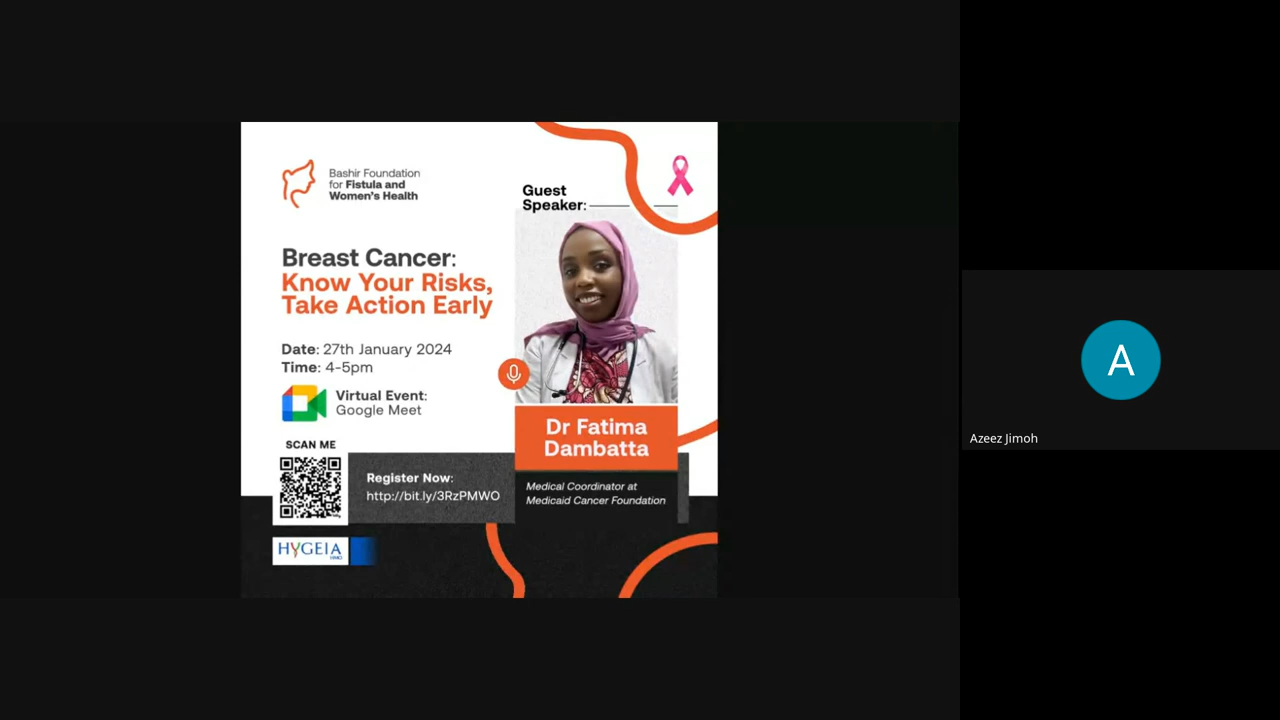 Bashir Foundation
for Fistula and
Women's Health
Guest
Speaker:
Breast Cancer:
Know Your Risks,
Take Action Early
Date: 27th January 2024
Time: 4-5pm
Virtual Event:
Google Meet
SCAN ME
Register Now:
http://bit.ly/3RzPMWO
Dr Fatima
Dambatta
Medical Coordinator at
Medicaid Cancer Foundation
HYGEIA
HMO
A
Azeez Jimoh